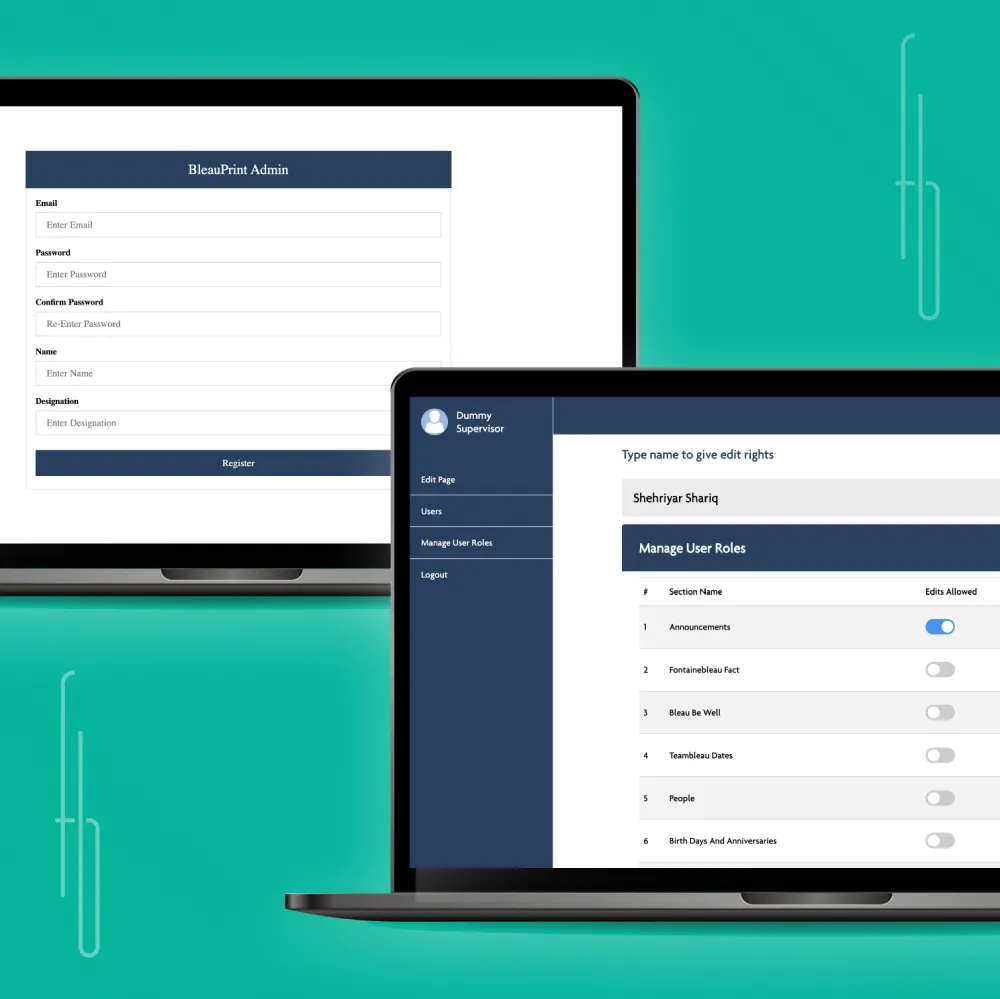 BleauPrint Admin
Email
Enter Email
Password
Enter Password
Confirm Password
Re-Enter Password
Name
Enter Name
Designation
Enter Designation
Register
Dummy
Supervisor
Edit Page
Users
Manage User Roles
Logout
Type name to give edit rights
Shehriyar Shariq
Manage User Roles
# Section Name Edits Allowed
1 Announcements
2 Fontainebleau Fact
3 Bleau Be Well
4 Teambleau Dates
5 People
6 Birth Days And Anniversaries